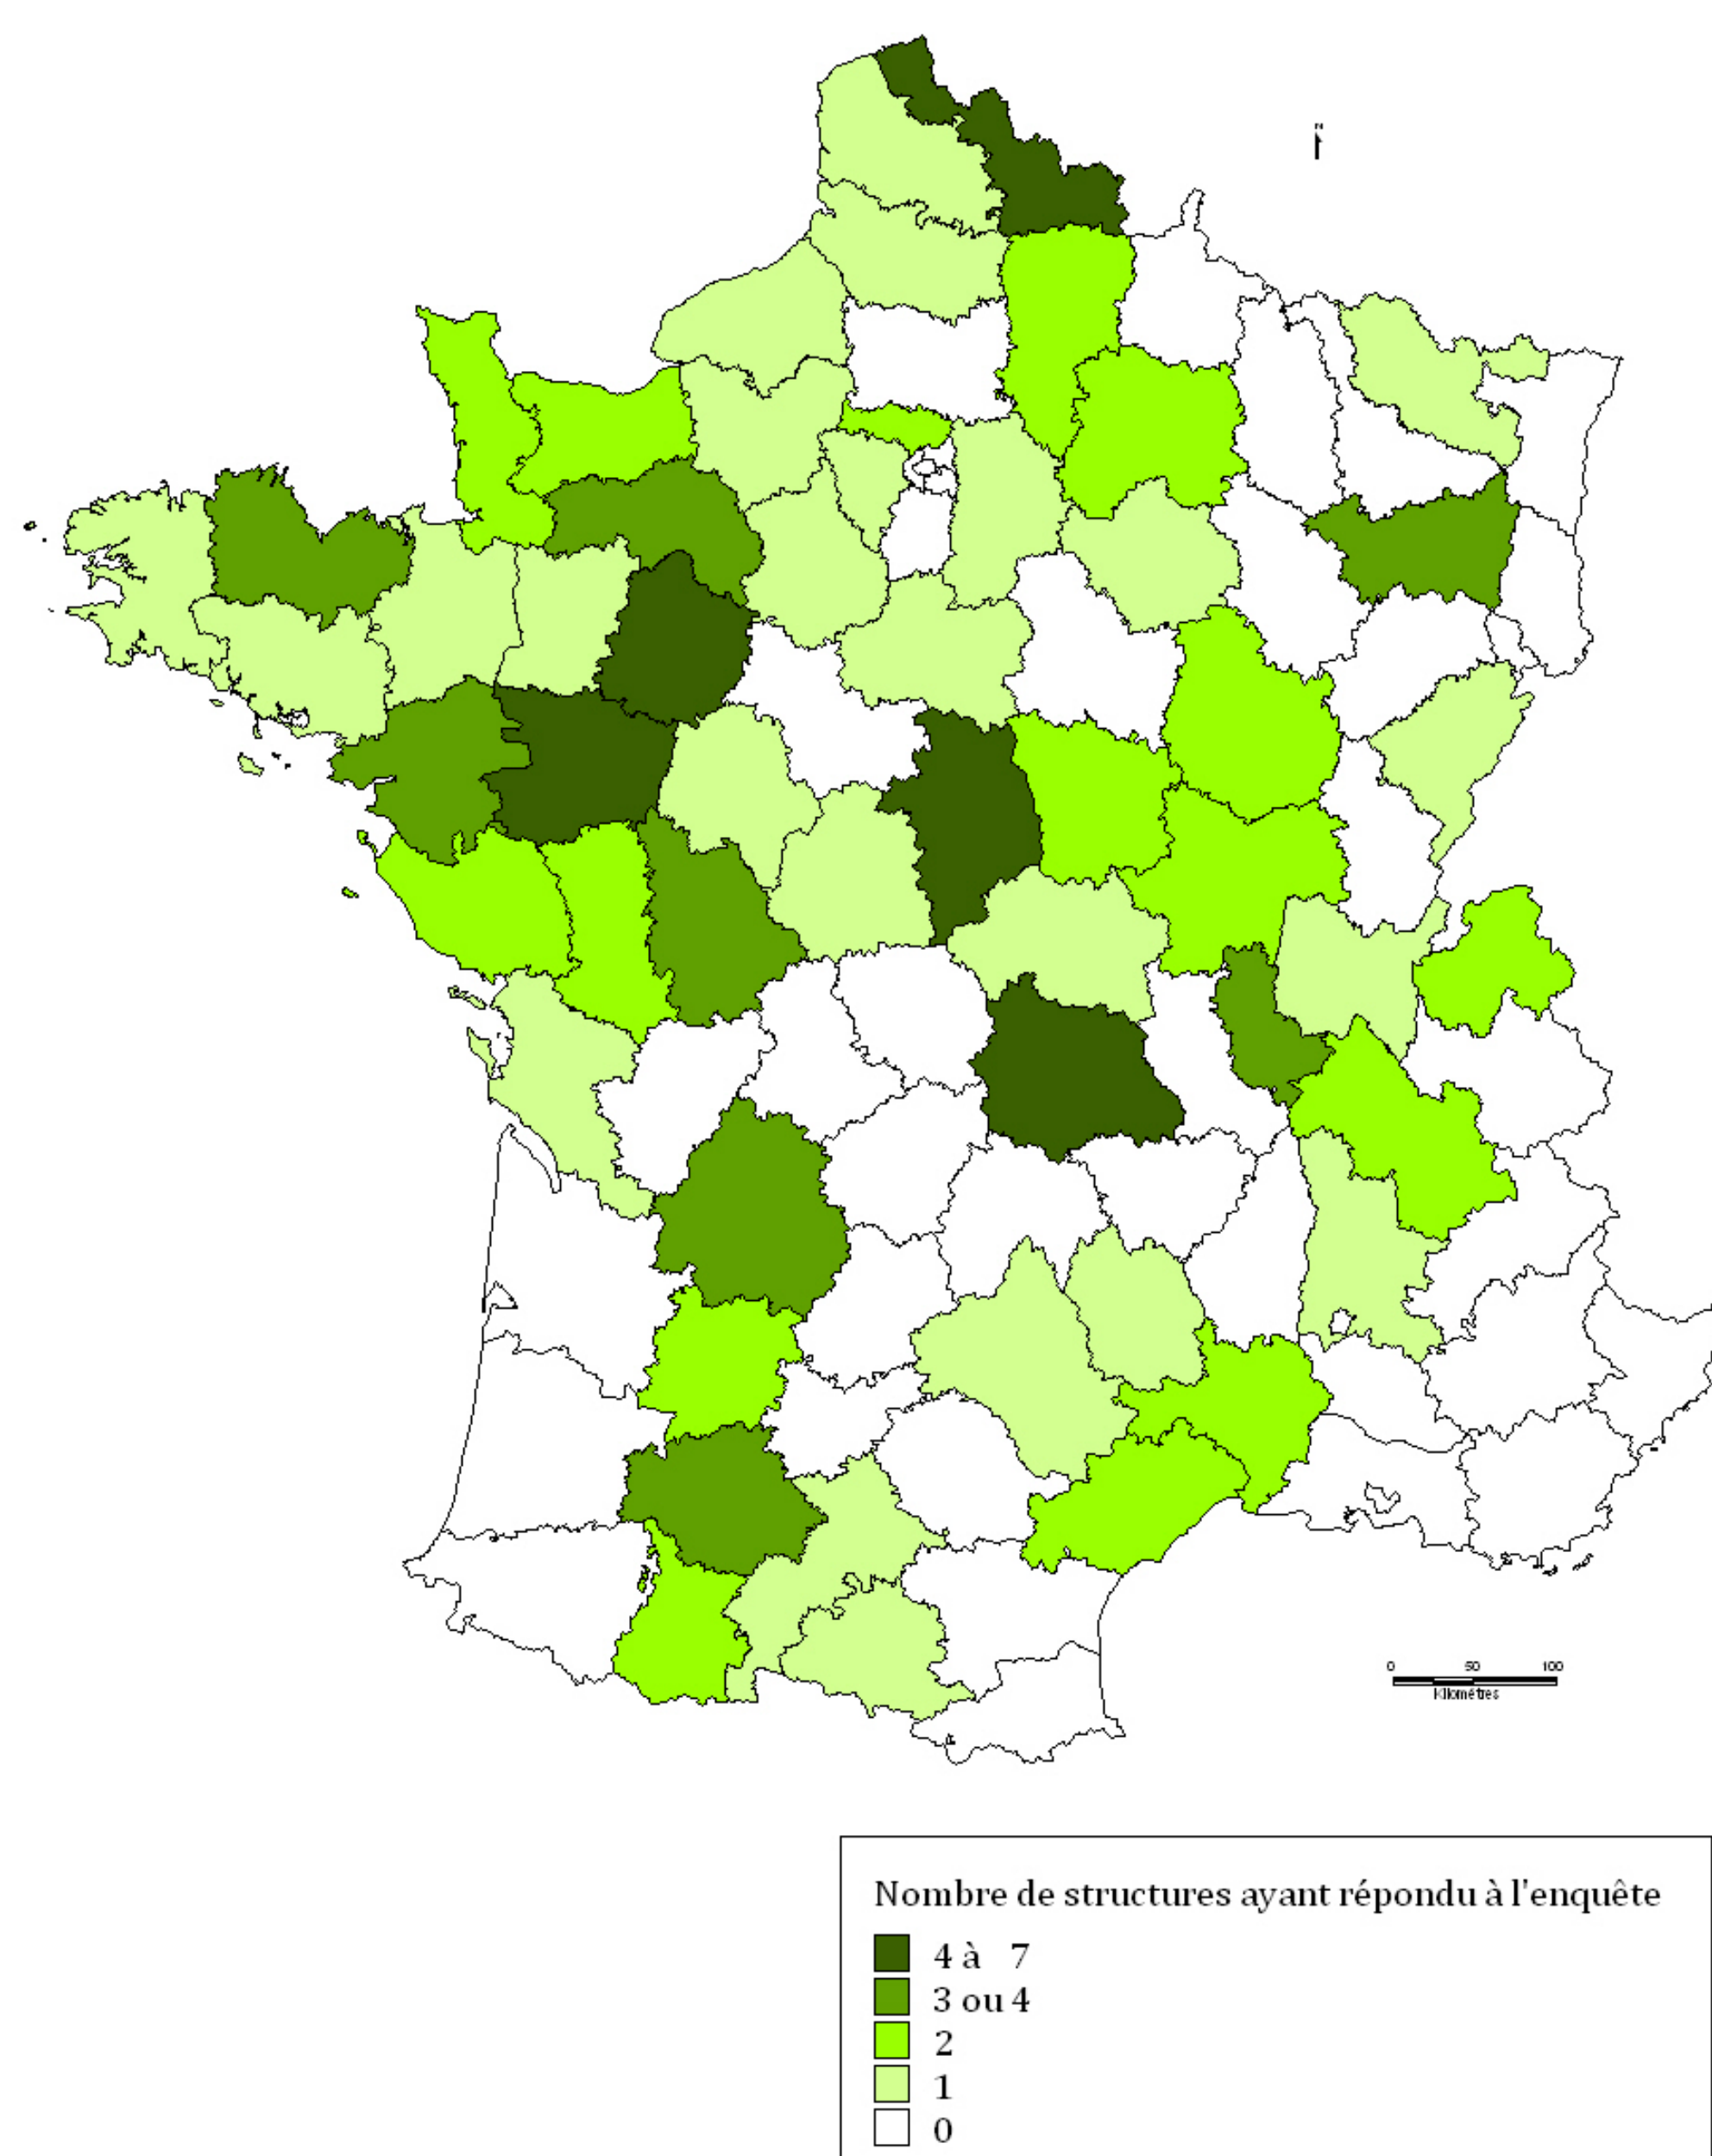 N
0 50 100
Kilomètres
Nombre de structures ayant répondu à l'enquête
4 à 7
3 ou 4
2
1
0